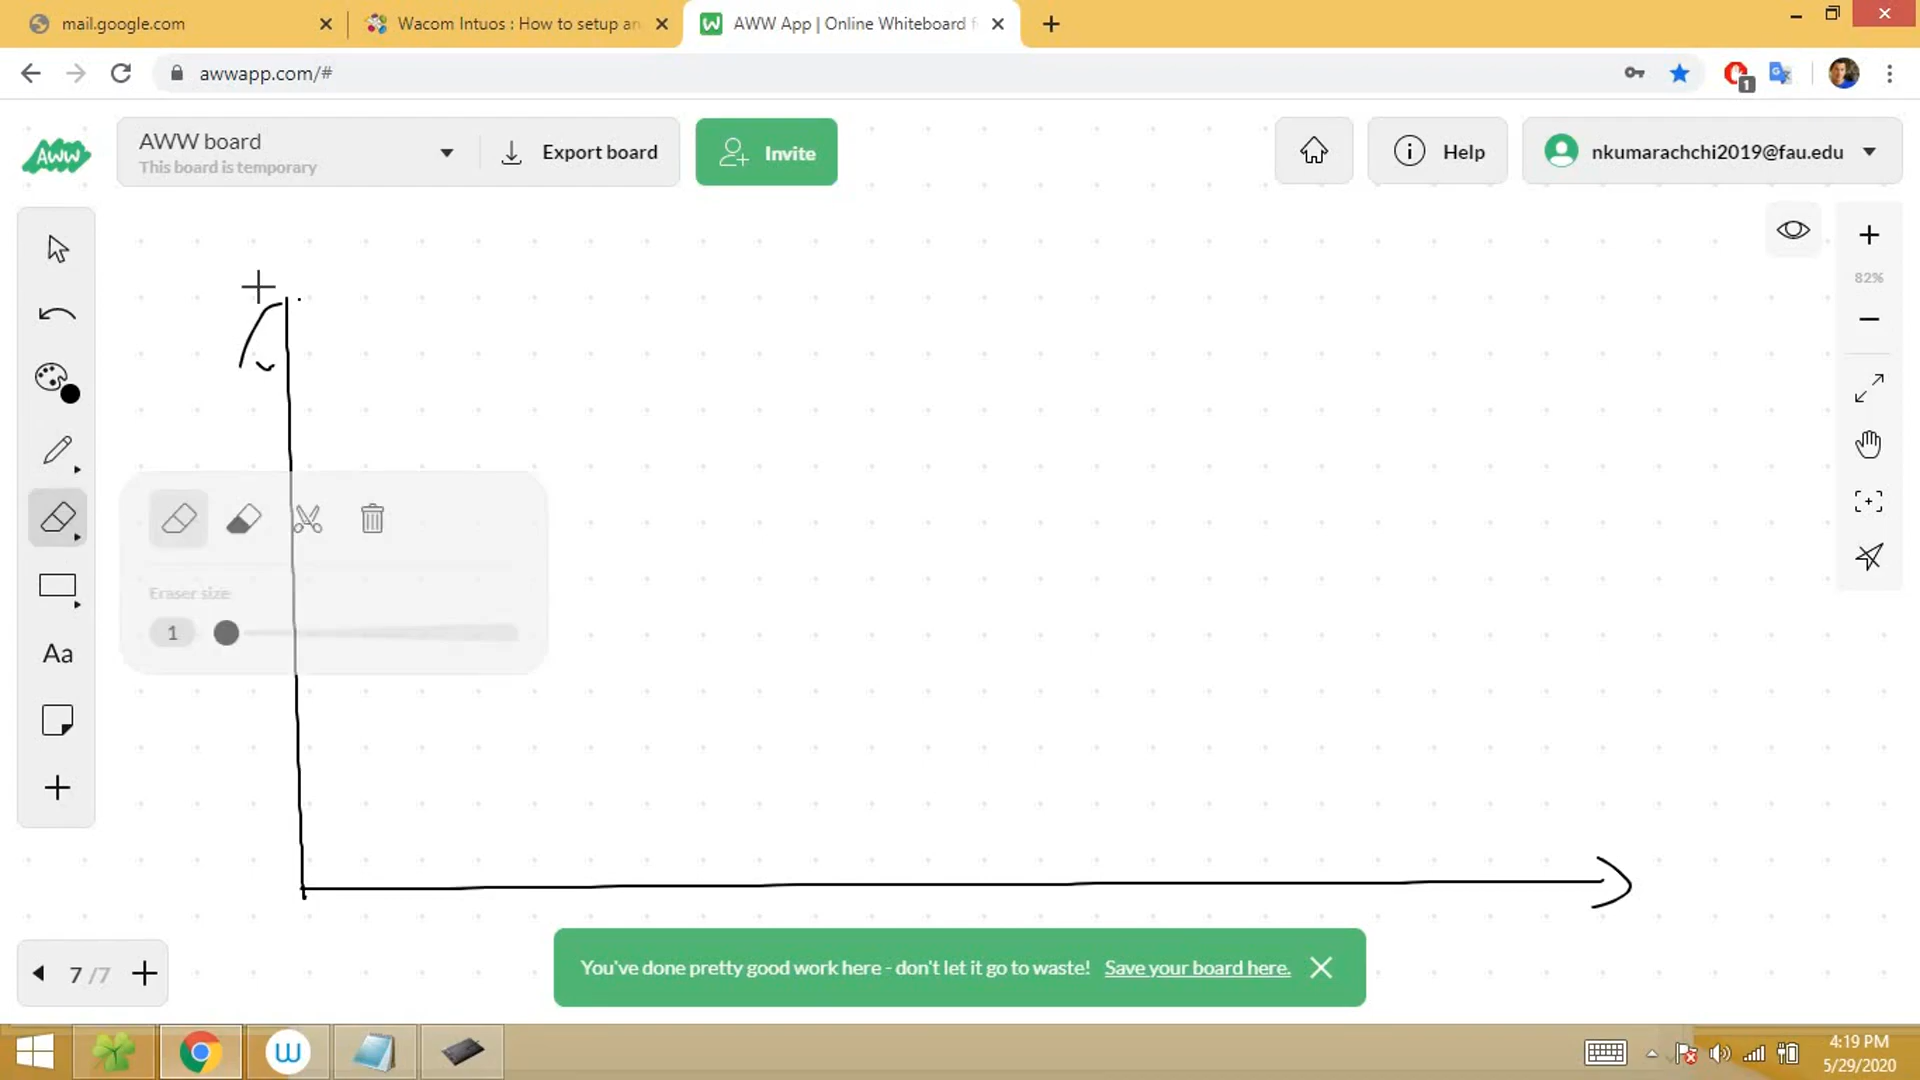 mail.google.com
Wacom Intuos : How to setup an
AWW App | Online Whiteboard f
awwapp.com/#
1
AWW
AWW board
This board is temporary
Export board
Invite
Help
nkumarachchi2019@fau.edu
82%
Eraser size
1
Aa
7 /7
You've done pretty good work here - don't let it go to waste! Save your board here.
W
4:19 PM
5/29/2020